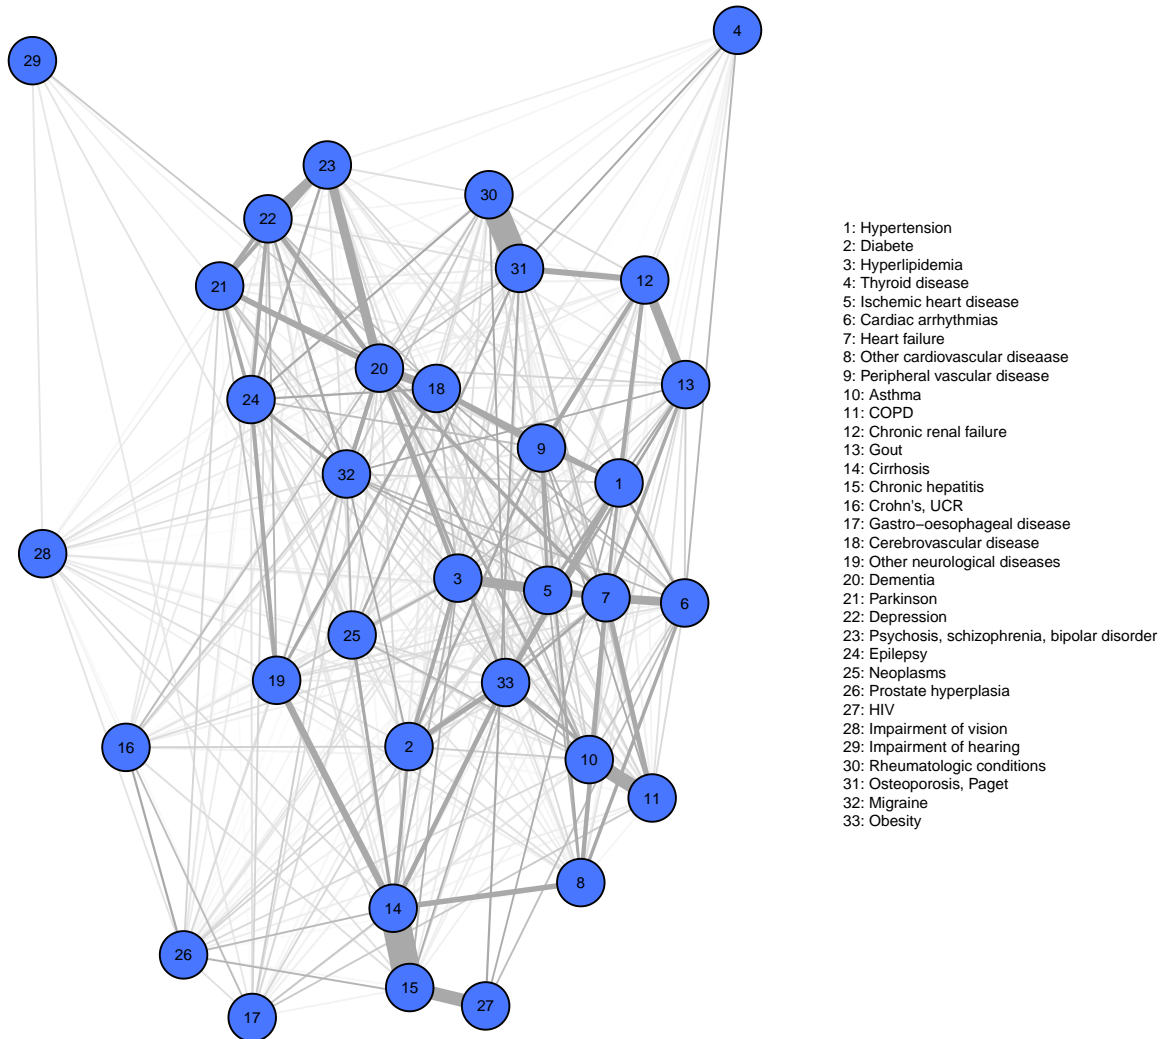 4
29
23
30
22
31
12
21
20
13
18
24
9
32
1
28
3
5
7
6
25
19
33
16
2
10
11
8
14
26
15
27
17
1: Hypertension
2: Diabete
3: Hyperlipidemia
4: Thyroid disease
5: Ischemic heart disease
6: Cardiac arrhythmias
7: Heart failure
8: Other cardiovascular diseaase
9: Peripheral vascular disease
10: Asthma
11: COPD
12: Chronic renal failure
13: Gout
14: Cirrhosis
15: Chronic hepatitis
16: Crohn's, UCR
17: Gastro−oesophageal disease
18: Cerebrovascular disease
19: Other neurological diseases
20: Dementia
21: Parkinson
22: Depression
23: Psychosis, schizophrenia, bipolar disorder
24: Epilepsy
25: Neoplasms
26: Prostate hyperplasia
27: HIV
28: Impairment of vision
29: Impairment of hearing
30: Rheumatologic conditions
31: Osteoporosis, Paget
32: Migraine
33: Obesity